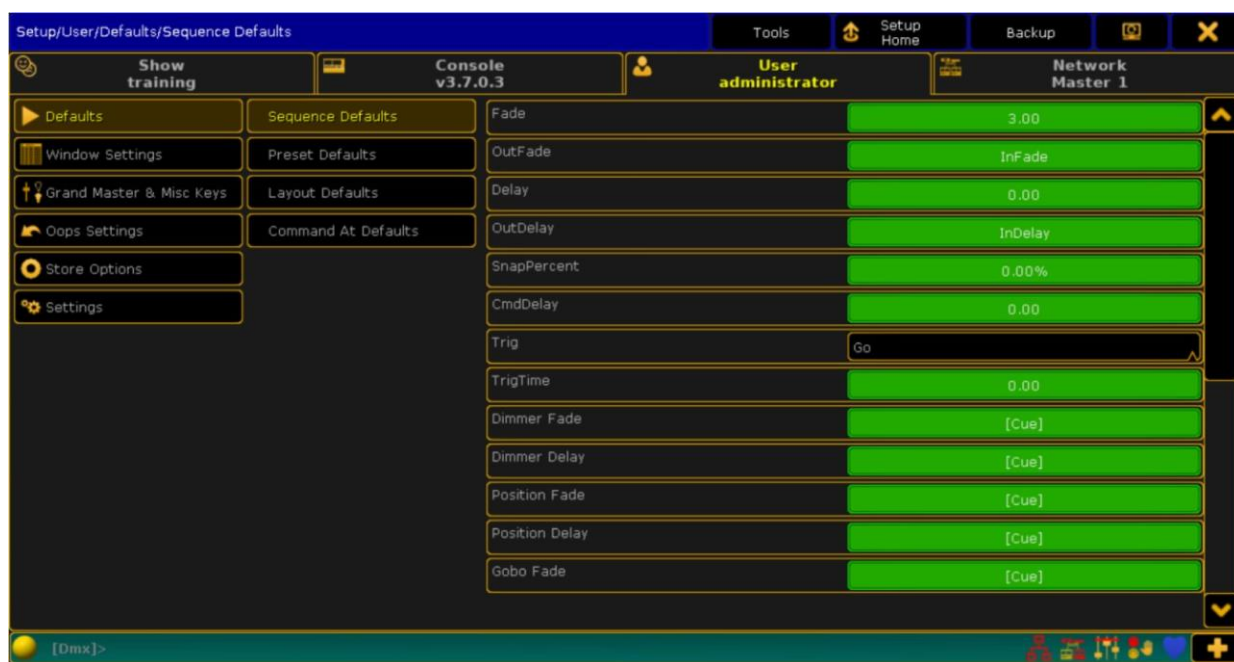 Setup/User/Defaults/Sequence Defaults
Tools
Setup
Home
Backup
Show
training
Console
v3.7.0.3
User
administrator
Network
Master 1
Defaults
Window Settings
Grand Master & Misc Keys
Oops Settings
Store Options
Settings
Sequence Defaults
Preset Defaults
Layout Defaults
Command At Defaults
Fade 3.00
OutFade InFade
Delay 0.00
OutDelay InDelay
SnapPercent 0.00%
CmdDelay 0.00
Trig Go
TrigTime 0.00
Dimmer Fade [Cue]
Dimmer Delay [Cue]
Position Fade [Cue]
Position Delay [Cue]
Gobo Fade [Cue]
[Dmx]>